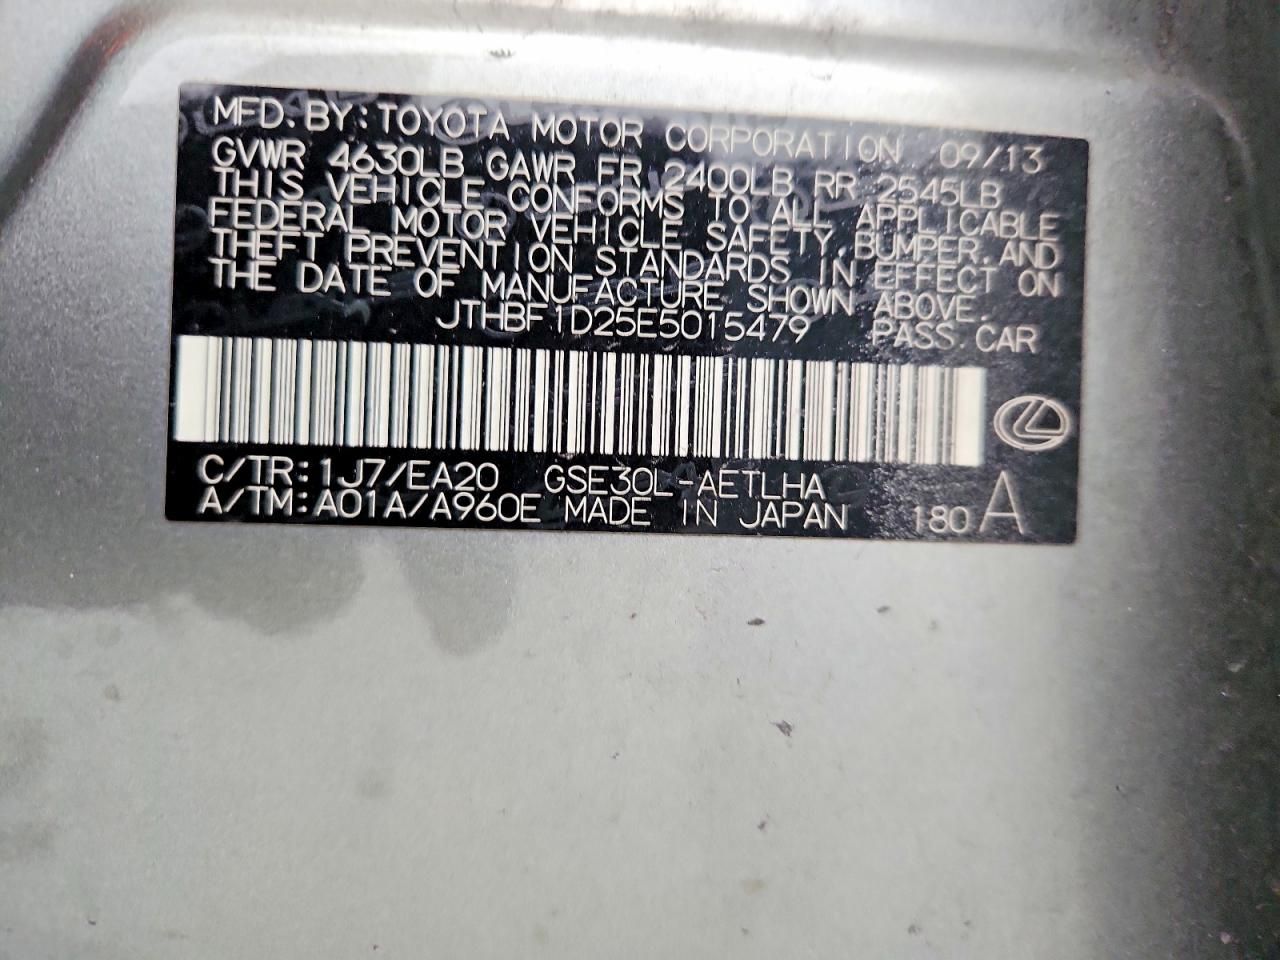 MFD. BY: TOYOTA MOTOR CORPORATION 09/13
GVWR 4630LB GAWR FR 2400LB RR 2545LB
THIS VEHICLE CONFORMS TO ALL APPLICABLE
FEDERAL MOTOR VEHICLE SAFETY, BUMPER, AND
THEFT PREVENTION STANDARDS IN EFFECT ON
THE DATE OF MANUFACTURE SHOWN ABOVE.
JTHBF1D25E5015479 PASS. CAR
C/TR: 1J7/EA20 GSE30L-AETLHA
A/TM: A01A/A960E MADE IN JAPAN 180 A